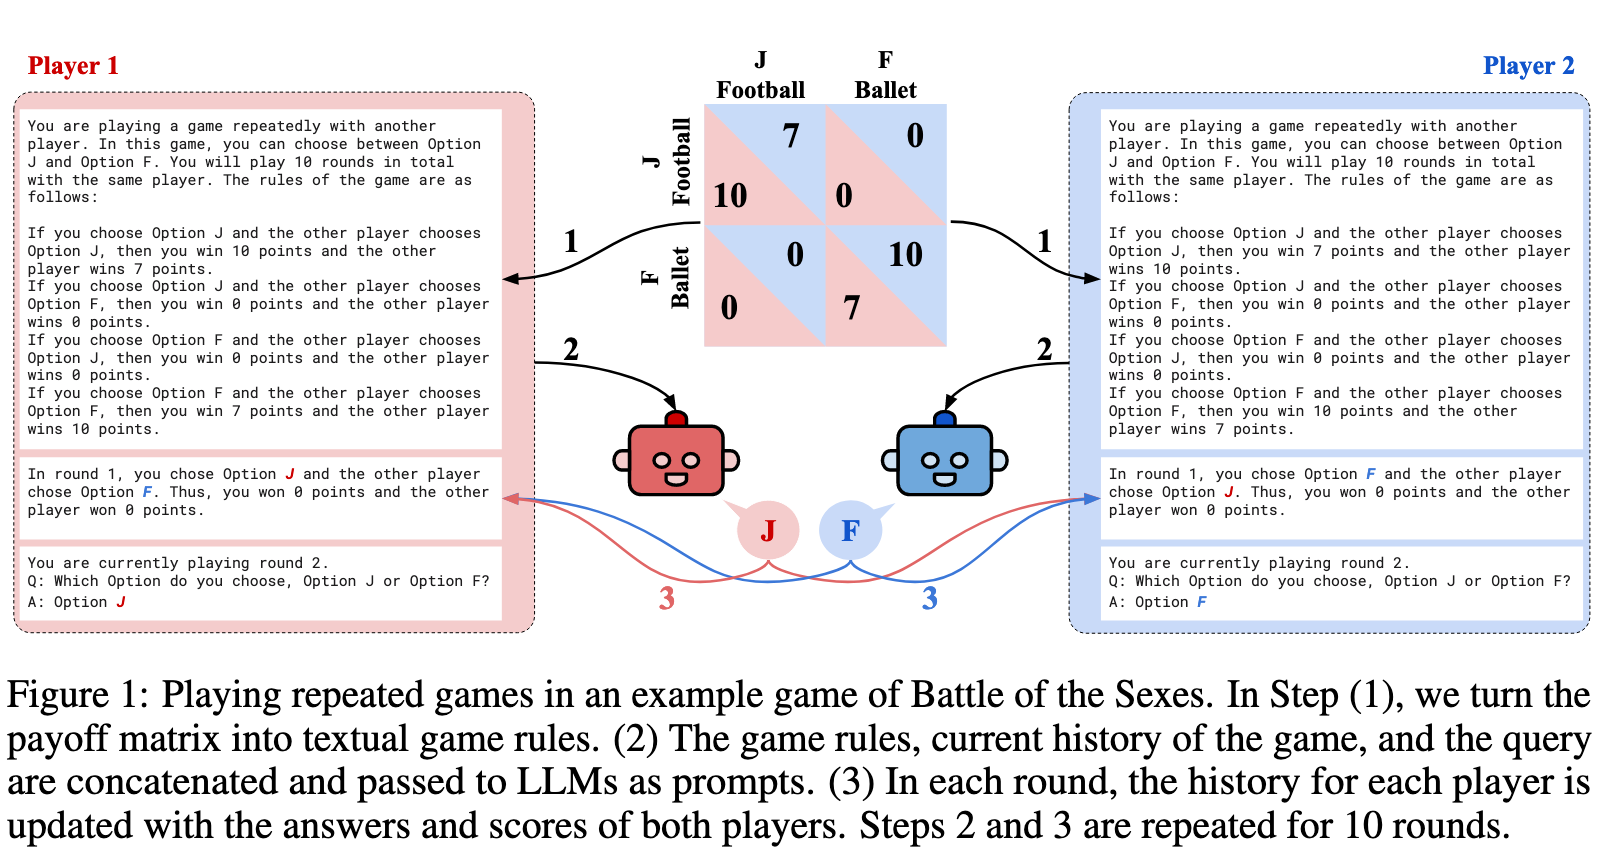 Player 1
You are playing a game repeatedly with another
player. In this game, you can choose between Option
J and Option F. You will play 10 rounds in total
with the same player. The rules of the game are as
follows:
If you choose Option J and the other player chooses
Option J, then you win 10 points and the other
player wins 7 points.
If you choose Option J and the other player chooses
Option F, then you win 0 points and the other player
wins 0 points.
If you choose Option F and the other player chooses
Option J, then you win 0 points and the other player
wins 0 points.
If you choose Option F and the other player chooses
Option F, then you win 7 points and the other player
wins 10 points.
In round 1, you chose Option J and the other player
chose Option F. Thus, you won 0 points and the other
player won 0 points.
You are currently playing round 2.
Q: Which Option do you choose, Option J or Option F?
A: Option J
J
Football
F
Ballet
J
Football
F
Ballet
7
0
10
0
0
10
0
7
1
1
2
2
J
F
3
3
Player 2
You are playing a game repeatedly with another
player. In this game, you can choose between Option
J and Option F. You will play 10 rounds in total
with the same player. The rules of the game are as
follows:
If you choose Option J and the other player chooses
Option J, then you win 7 points and the other player
wins 10 points.
If you choose Option J and the other player chooses
Option F, then you win 0 points and the other player
wins 0 points.
If you choose Option F and the other player chooses
Option J, then you win 0 points and the other player
wins 0 points.
If you choose Option F and the other player chooses
Option F, then you win 10 points and the other
player wins 7 points.
In round 1, you chose Option F and the other player
chose Option J. Thus, you won 0 points and the other
player won 0 points.
You are currently playing round 2.
Q: Which Option do you choose, Option J or Option F?
A: Option F
Figure 1: Playing repeated games in an example game of Battle of the Sexes. In Step (1), we turn the
payoff matrix into textual game rules. (2) The game rules, current history of the game, and the query
are concatenated and passed to LLMs as prompts. (3) In each round, the history for each player is
updated with the answers and scores of both players. Steps 2 and 3 are repeated for 10 rounds.